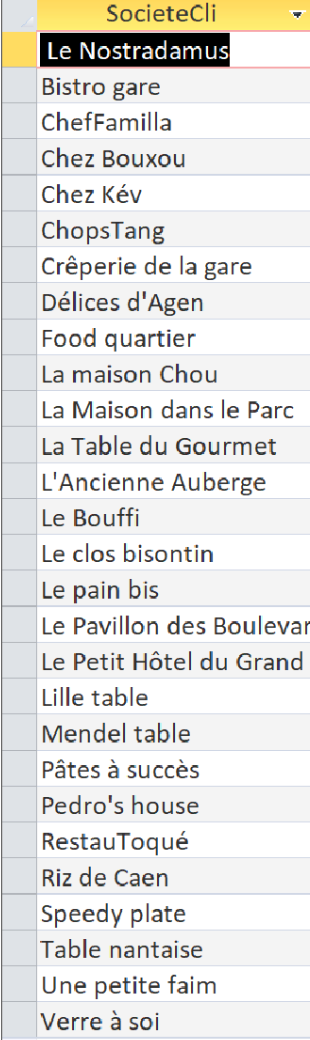 SocieteCli
Le Nostradamus
Bistro gare
ChefFamilla
Chez Bouxou
Chez Kév
ChopsTang
Crêperie de la gare
Délices d'Agen
Food quartier
La maison Chou
La Maison dans le Parc
La Table du Gourmet
L'Ancienne Auberge
Le Bouffi
Le clos bisontin
Le pain bis
Le Pavillon des Boulevar
Le Petit Hôtel du Grand
Lille table
Mendel table
Pâtes à succès
Pedro's house
RestauToqué
Riz de Caen
Speedy plate
Table nantaise
Une petite faim
Verre à soi